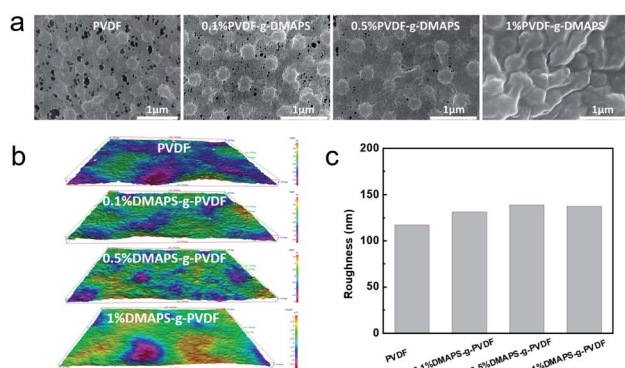 a
PVDF
0.1%PVDF-g-DMAPS
0.5%PVDF-g-DMAPS
1%PVDF-g-DMAPS
1μm
1μm
1μm
1μm
b
PVDF
0.1%DMAPS-g-PVDF
0.5%DMAPS-g-PVDF
1%DMAPS-g-PVDF
c
Roughness (nm)
200
150
100
50
0
PVDF
0.1%DMAPS-g-PVDF
0.5%DMAPS-g-PVDF
1%DMAPS-g-PVDF